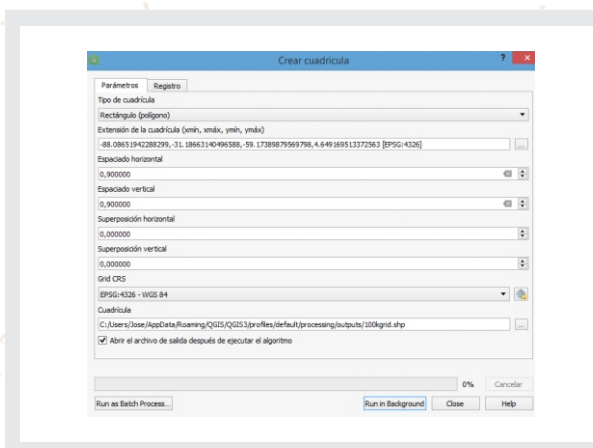 Crear cuadricula
?
Parámetros Registro
Tipo de cuadrícula
Rectángulo (polígono)
Extensión de la cuadrícula (xmín, xmáx, ymín, ymáx)
-88.08651942288299,-31.18663140496588,-59.17389879569798,4.649169513372563 [EPSG:4326]
...
Espaciado horizontal
0,900000
Espaciado vertical
0,900000
Superposición horizontal
0,000000
Superposición vertical
0,000000
Grid CRS
EPSG:4326 - WGS 84
Cuadrícula
C:/Users/Jose/AppData/Roaming/QGIS/QGIS3/profiles/default/processing/outputs/100kgrid.shp
...
Abrir el archivo de salida después de ejecutar el algoritmo
0% Cancelar
Run as Batch Process... Run in Background Close Help